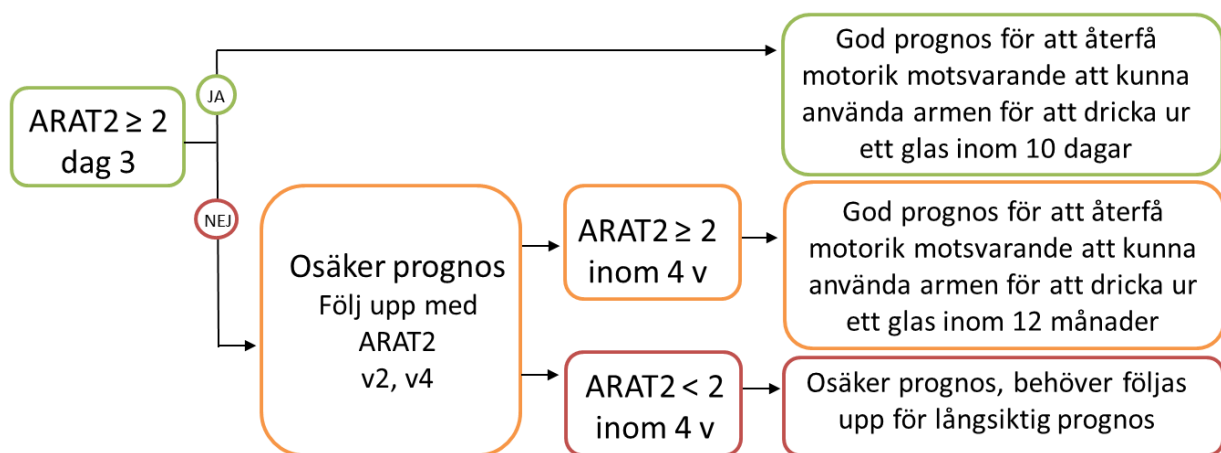 ARAT2 ≥ 2
dag 3
JA
God prognos för att återfå
motorik motsvarande att kunna
använda armen för att dricka ur
ett glas inom 10 dagar
NEJ
Osäker prognos
Följ upp med
ARAT2
v2, v4
ARAT2 ≥ 2
inom 4 v
God prognos för att återfå
motorik motsvarande att kunna
använda armen för att dricka ur
ett glas inom 12 månader
ARAT2 < 2
inom 4 v
Osäker prognos, behöver följas
upp för långsiktig prognos